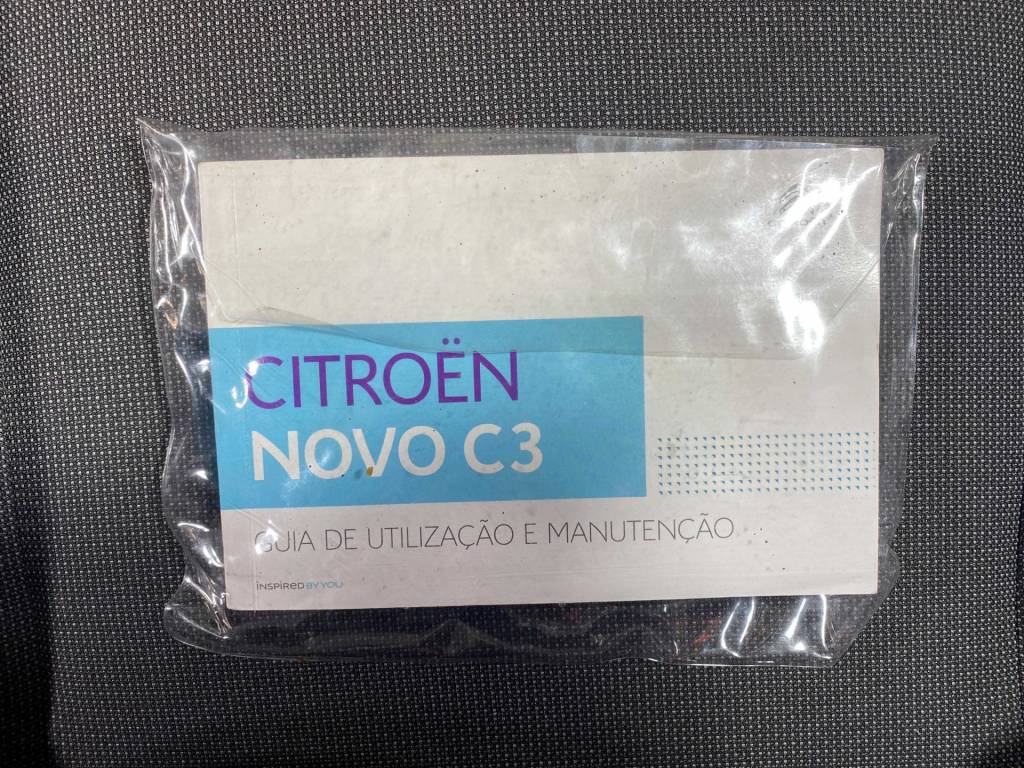 CITROËN
NOVO C3
GUIA DE UTILIZAÇÃO E MANUTENÇÃO
INSPIRED BY YOU